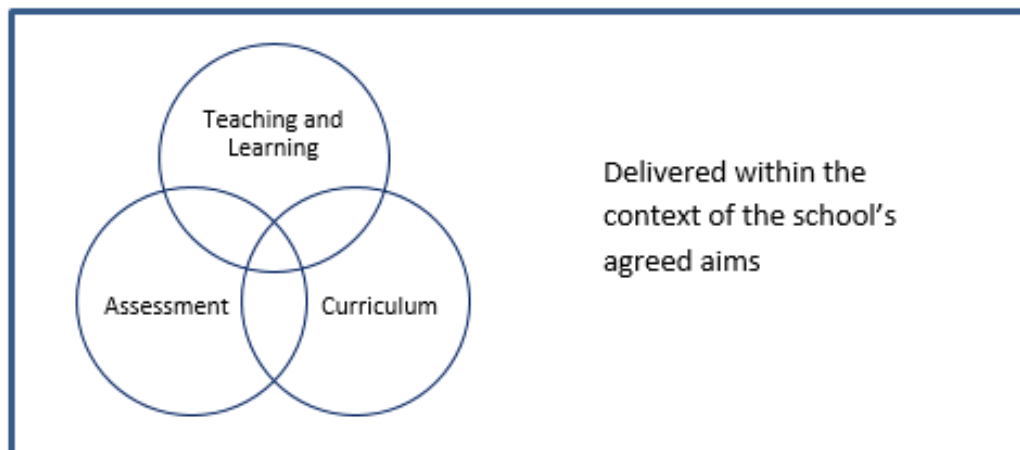 Teaching and
Learning
Assessment
Curriculum
Delivered within the
context of the school’s
agreed aims